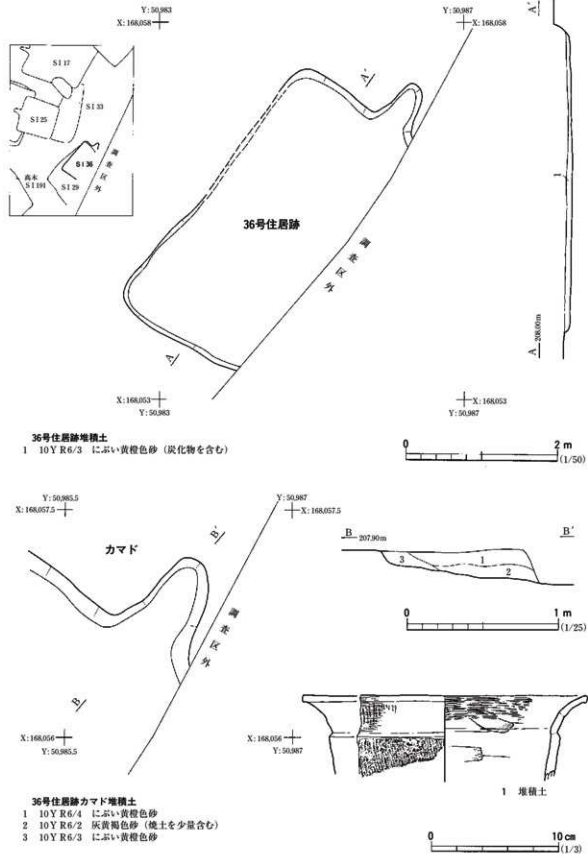 Y: 50,983
X: 168,058
Y: 50,987
X: 168,058
SI 17
SI 33
SI 25
SI 36
高木
SI 191
SI 29
調査区外
A'
36号住居跡
調査区外
A
X: 168,053
Y: 50,983
X: 168,053
Y: 50,987
A'
1
A 208.00m
36号住居跡堆積土
1 10YR6/3 にぶい黄橙色砂 (炭化物を含む)
0 2 m
(1/50)
Y: 50,985.5
X: 168,057.5
Y: 50,987
X: 168,057.5
カマド
B'
調査区外
B
X: 168,056
Y: 50,985.5
X: 168,056
Y: 50,987
B 207.90m B'
3 1
2
0 1 m
(1/25)
1 堆積土
36号住居跡カマド堆積土
1 10YR6/4 にぶい黄橙色砂
2 10YR6/2 灰黄褐色砂 (焼土を少量含む)
3 10YR6/3 にぶい黄橙色砂
0 10cm
(1/3)